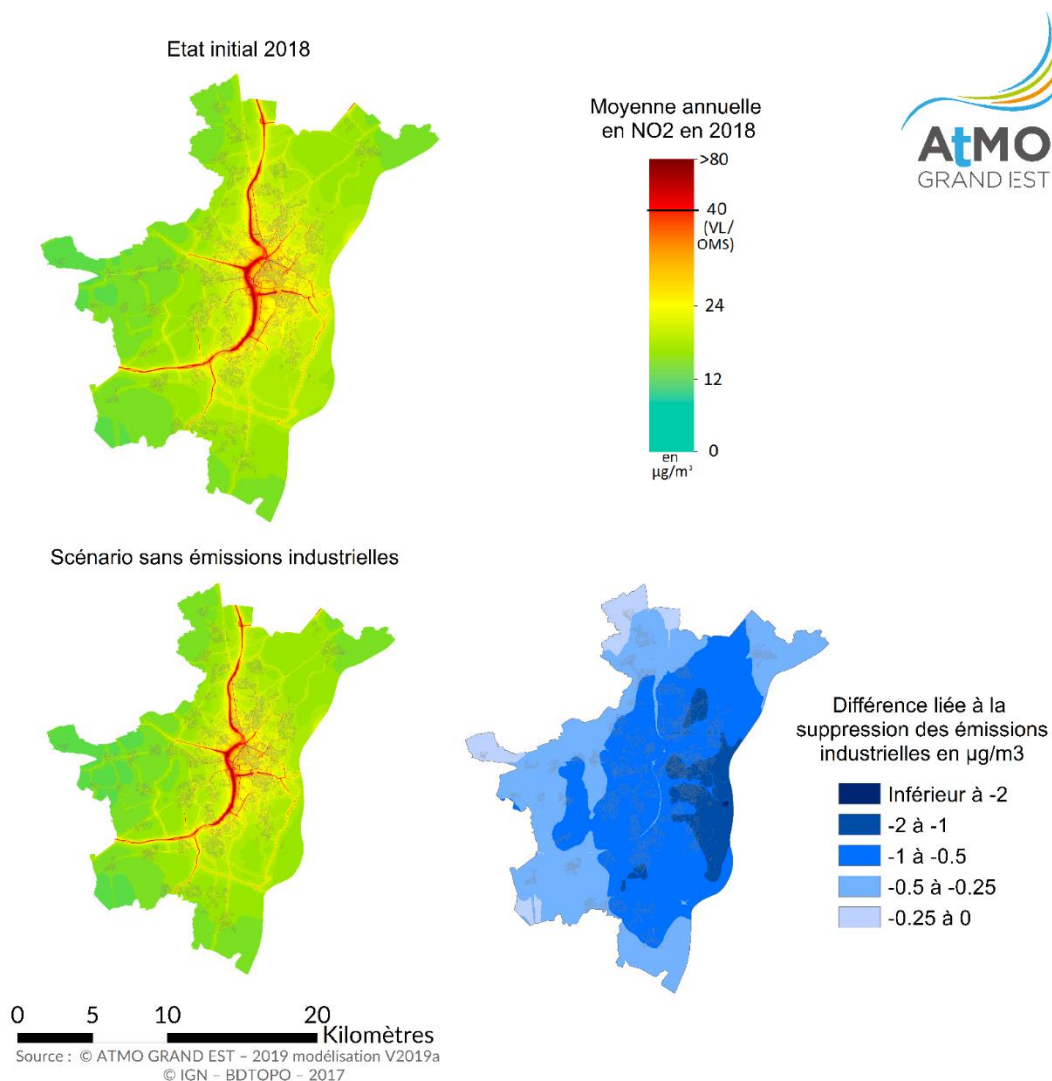 Etat initial 2018
Moyenne annuelle
en NO2 en 2018
>80
40
(VL/
OMS)
24
12
0
en
µg/m³
AtMO
GRAND EST
Scénario sans émissions industrielles
Différence liée à la
suppression des émissions
industrielles en µg/m3
Inférieur à -2
-2 à -1
-1 à -0.5
-0.5 à -0.25
-0.25 à 0
0 5 10 20
Kilomètres
Source : © ATMO GRAND EST – 2019 modélisation V2019a
© IGN – BDTOPO – 2017